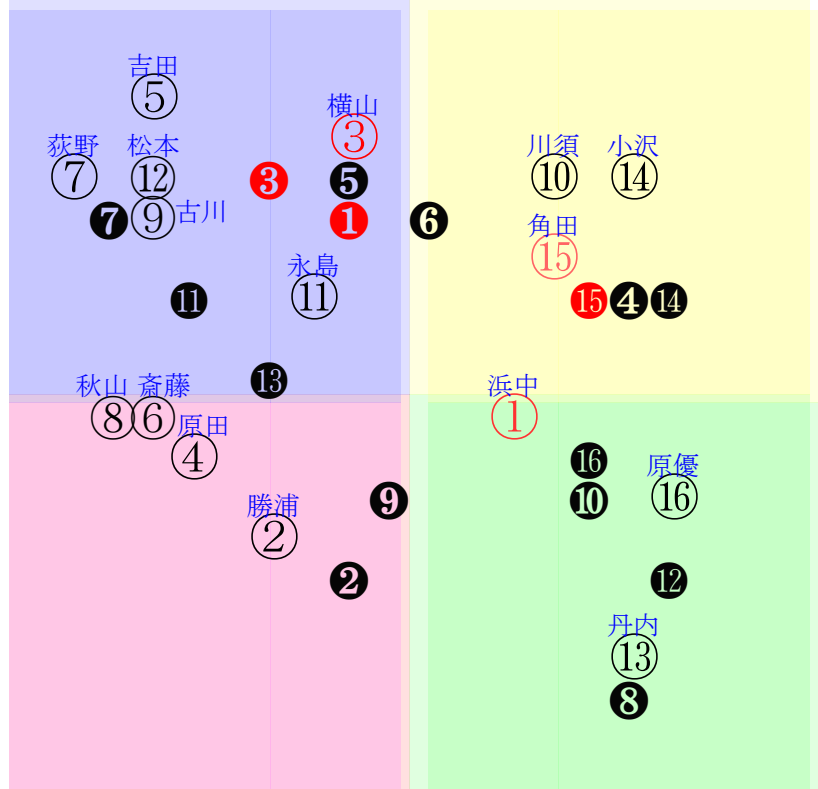 吉田
⑤
横山
③
荻野
⑦
松本
⑫
❸
❺
川須
⑩
小沢
⑭
❼
⑨
古川
❶
❻
角田
⑮
永島
⑪
⓫
⓯
❹
⓮
⓭
秋山
⑧
斎藤
⑥
原田
④
浜中
①
⓰
原優
⑯
勝浦
②
❾
❿
❷
⓬
丹内
⑬
❽